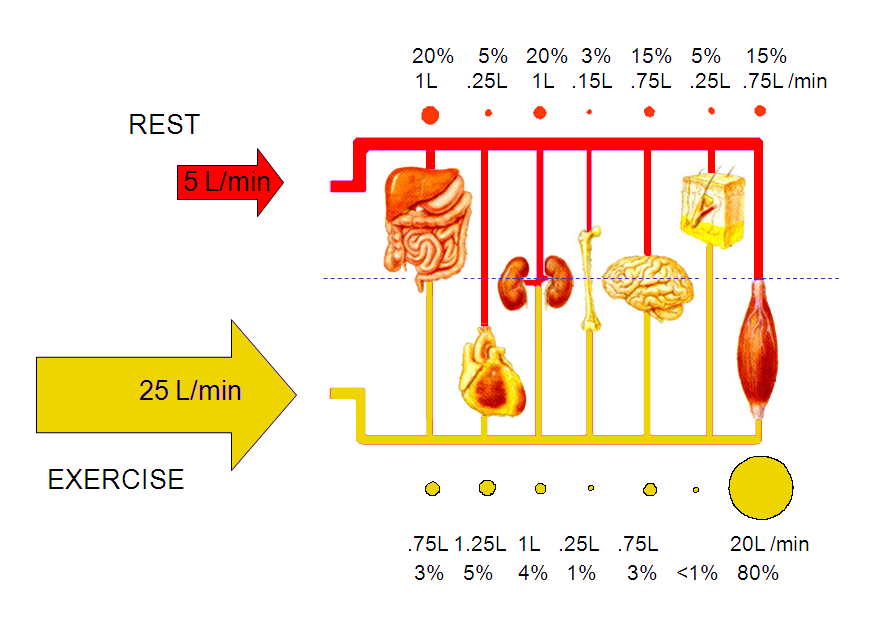 20% 5% 20% 3% 15% 5% 15%
1L .25L 1L .15L .75L .25L .75L /min
REST
5 L/min
25 L/min
EXERCISE
.75L 1.25L 1L .25L .75L 20L /min
3% 5% 4% 1% 3% <1% 80%